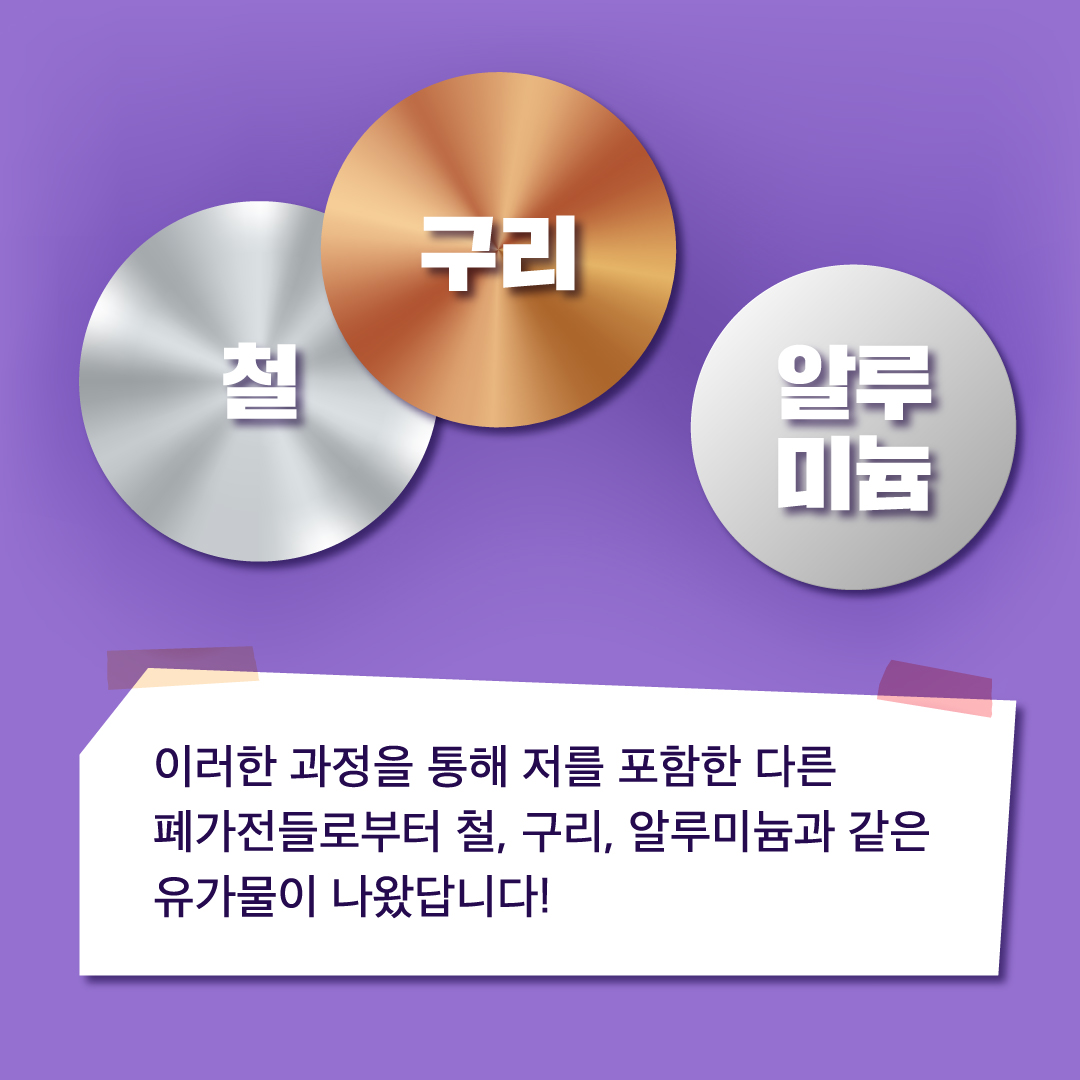 구리
철
알루
미늄
이러한 과정을 통해 저를 포함한 다른
폐가전들로부터 철, 구리, 알루미늄과 같은
유가물이 나왔답니다!